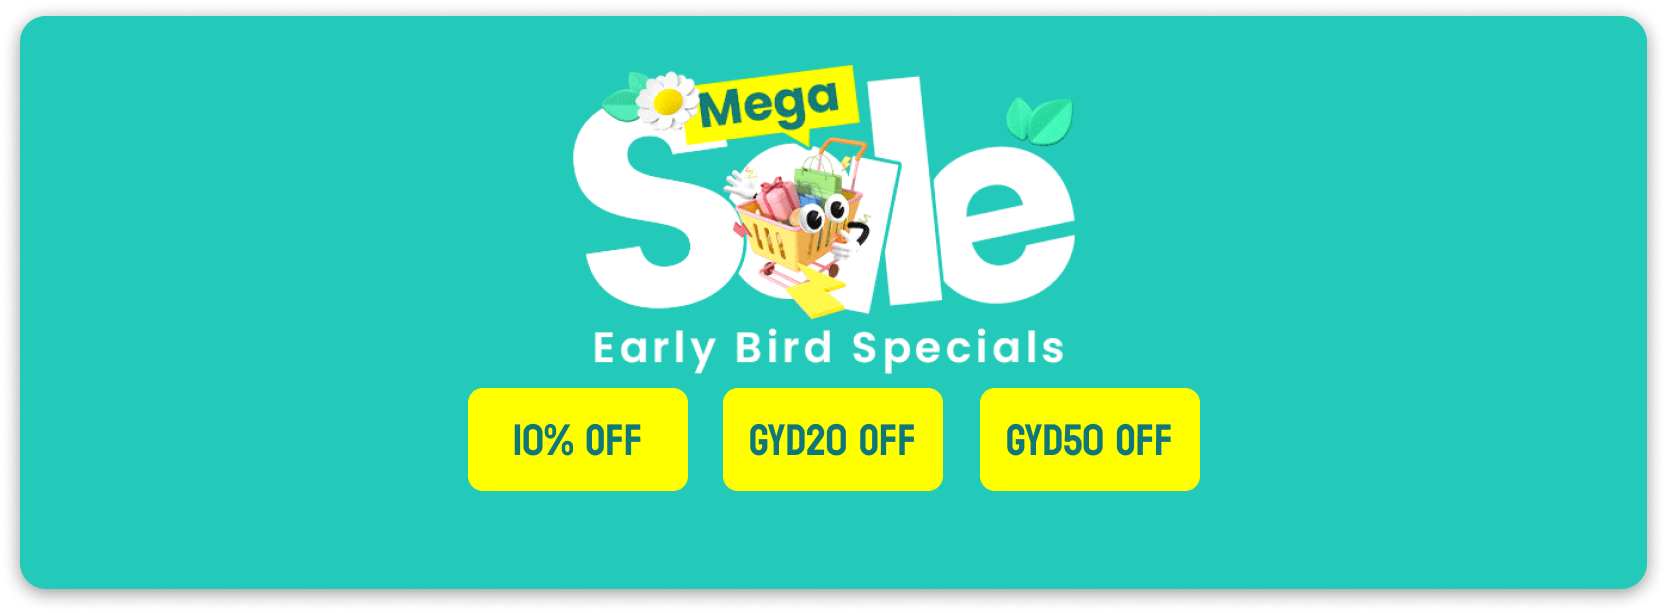 Mega
Sale
Early Bird Specials
10% OFF
GYD20 OFF
GYD50 OFF